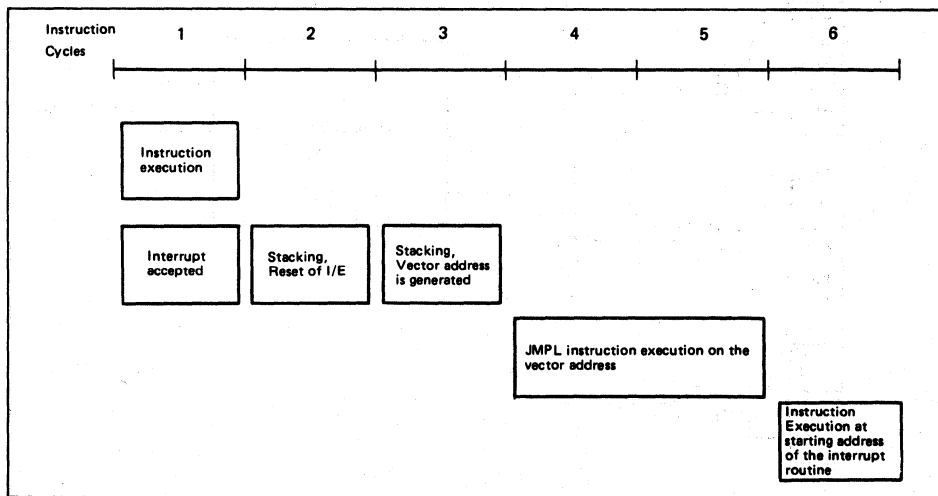 Instruction 1 2 3 4 5 6
Cycles
Instruction
execution
Interrupt
accepted
Stacking,
Reset of I/E
Stacking,
Vector address
is generated
JMPL instruction execution on the
vector address
Instruction
Execution at
starting address
of the interrupt
routine